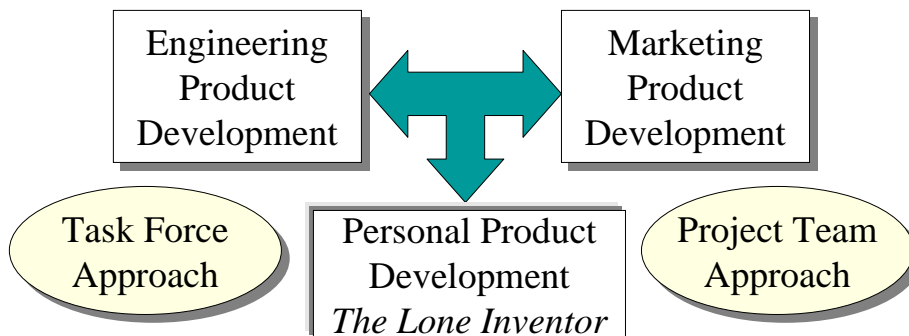 Engineering
Product
Development
Marketing
Product
Development
Task Force
Approach
Personal Product
Development
The Lone Inventor
Project Team
Approach